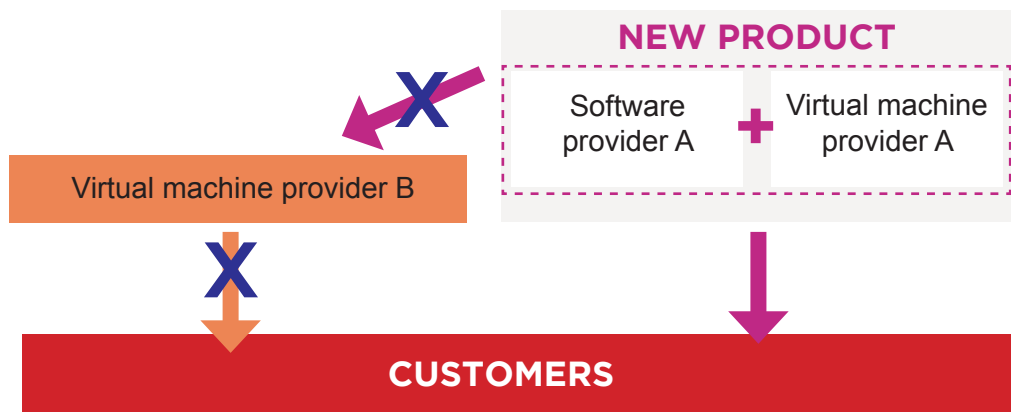 NEW PRODUCT
Software
provider A
+
Virtual machine
provider A
X
Virtual machine provider B
X
CUSTOMERS